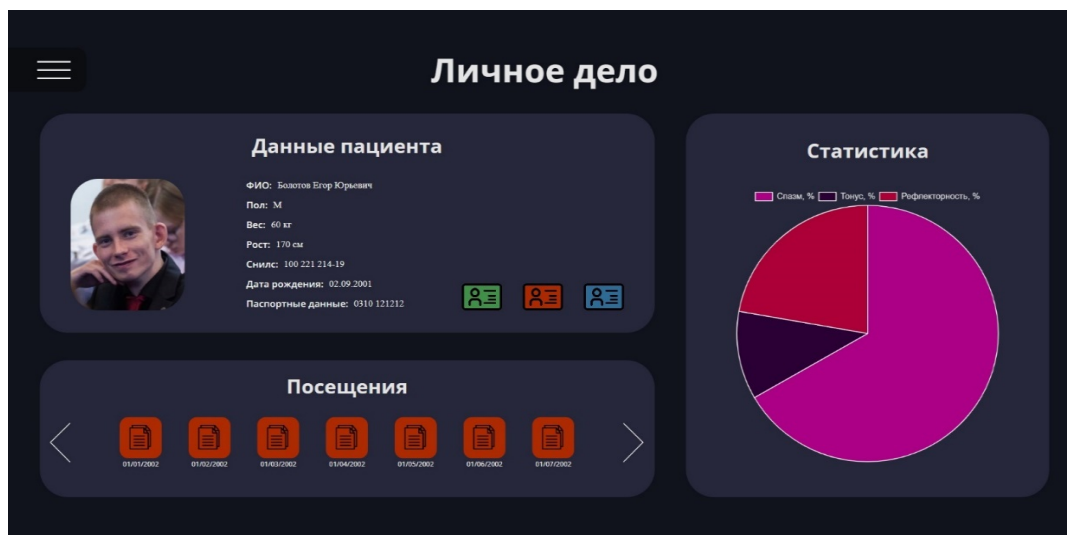 Личное дело
Данные пациента
ФИО: Болотов Егор Юрьевич
Пол: М
Вес: 60 кг
Рост: 170 см
Снилс: 100 221 214-19
Дата рождения: 02.09.2001
Паспортные данные: 0310 121212
Посещения
01/01/2002 01/02/2002 01/03/2002 01/04/2002 01/05/2002 01/06/2002 01/07/2002
Статистика
Спазм, % Тонус, % Рефлекторность, %